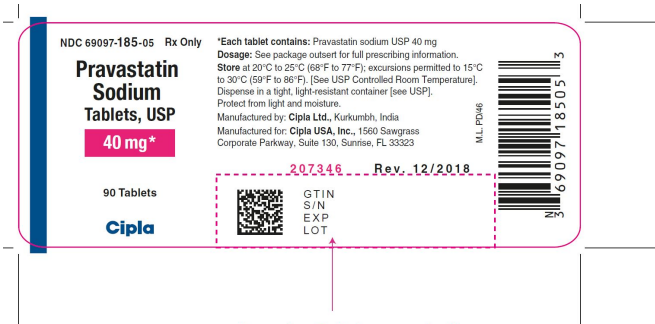 NDC 69097-185-05 Rx Only
Pravastatin
Sodium
Tablets, USP
40 mg*
90 Tablets
Cipla
*Each tablet contains: Pravastatin sodium USP 40 mg
Dosage: See package outsert for full prescribing information.
Store at 20°C to 25°C (68°F to 77°F); excursions permitted to 15°C
to 30°C (59°F to 86°F). [See USP Controlled Room Temperature].
Dispense in a tight, light-resistant container [see USP].
Protect from light and moisture.
Manufactured by: Cipla Ltd., Kurkumbh, India
Manufactured for: Cipla USA, Inc., 1560 Sawgrass
Corporate Parkway, Suite 130, Sunrise, FL 33323
207346 Rev. 12/2018
GTIN
S/N
EXP
LOT
M.L. PD/46
N
3 69097 18505 3